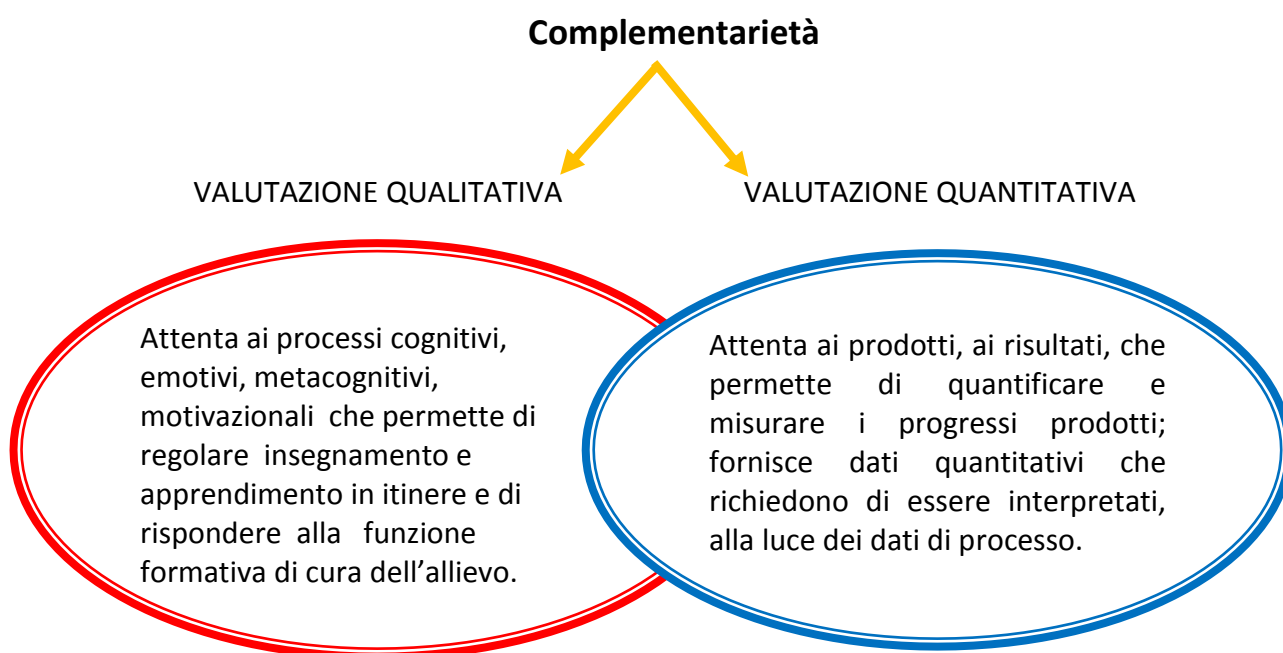 Complementarietà
VALUTAZIONE QUALITATIVA
VALUTAZIONE QUANTITATIVA
Attenta ai processi cognitivi,
emotivi, metacognitivi,
motivazionali che permette di
regolare insegnamento e
apprendimento in itinere e di
rispondere alla funzione
formativa di cura dell’allievo.
Attenta ai prodotti, ai risultati, che
permette di quantificare e
misurare i progressi prodotti;
fornisce dati quantitativi che
richiedono di essere interpretati,
alla luce dei dati di processo.